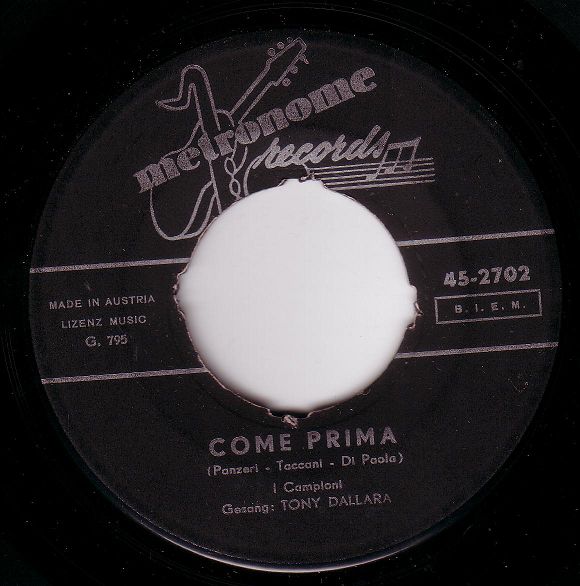 metronome
records
45-2702
B. I. E. M.
MADE IN AUSTRIA
LIZENZ MUSIC
G. 795
COME PRIMA
(Panzeri - Taccani - Di Paola)
I Campioni
Gesang: TONY DALLARA